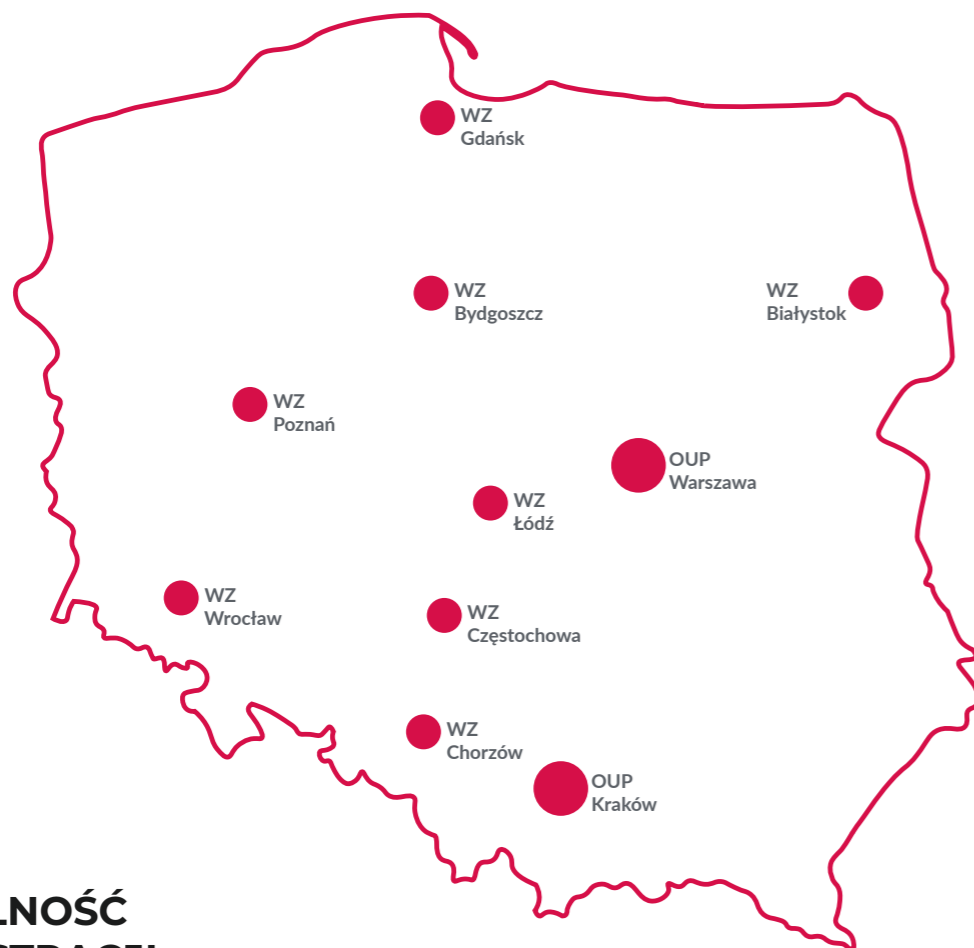 WZ
Gdańsk
WZ
Bydgoszcz
WZ
Białystok
WZ
Poznań
OUP
Warszawa
WZ
Łódź
WZ
Wrocław
WZ
Częstochowa
WZ
Chorzów
OUP
Kraków
LNOŚĆ